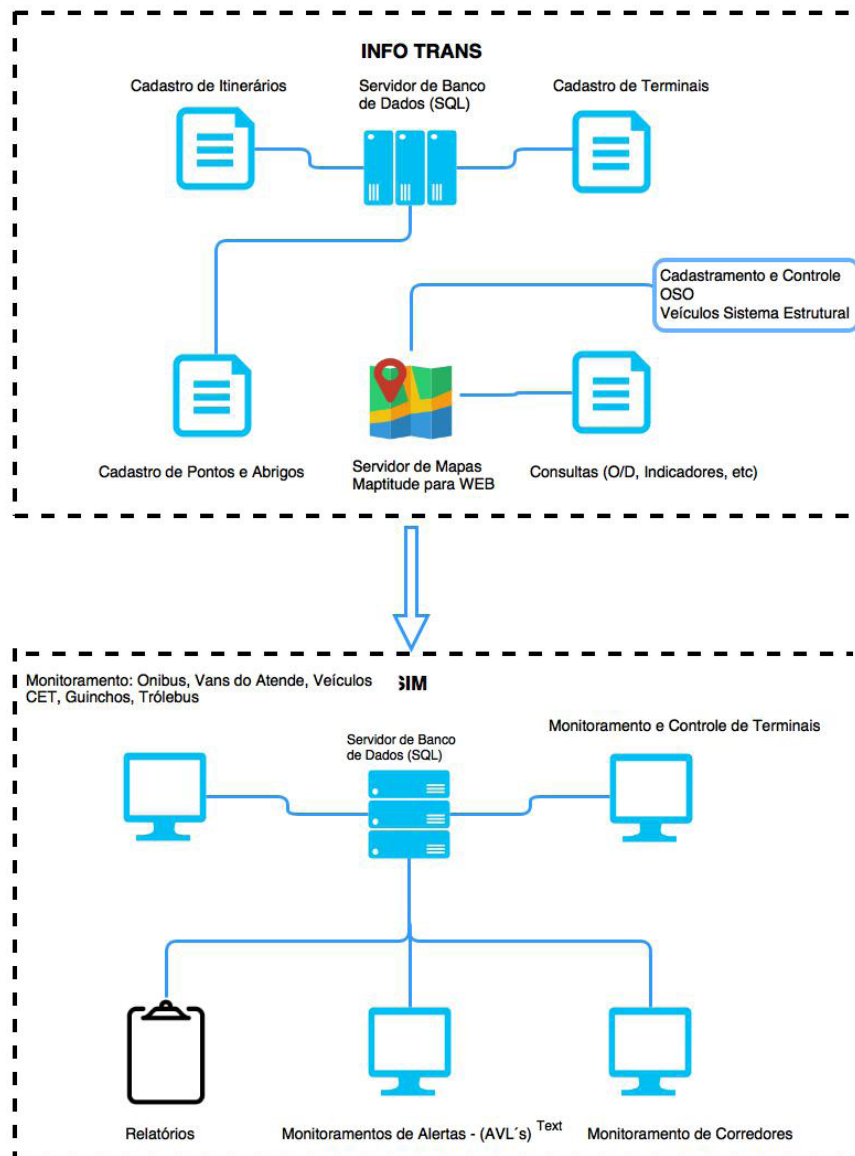 INFO TRANS
Cadastro de Itinerários
Servidor de Banco
de Dados (SQL)
Cadastro de Terminais
Cadastramento e Controle
OSO
Veículos Sistema Estrutural
Cadastro de Pontos e Abrigos
Servidor de Mapas
Maptitude para WEB
Consultas (O/D, Indicadores, etc)
Monitoramento: Onibus, Vans do Atende, Veículos
CET, Guinchos, Trólebus
SIM
Servidor de Banco
de Dados (SQL)
Monitoramento e Controle de Terminais
Relatórios
Monitoramentos de Alertas - (AVL´s) Text
Monitoramento de Corredores